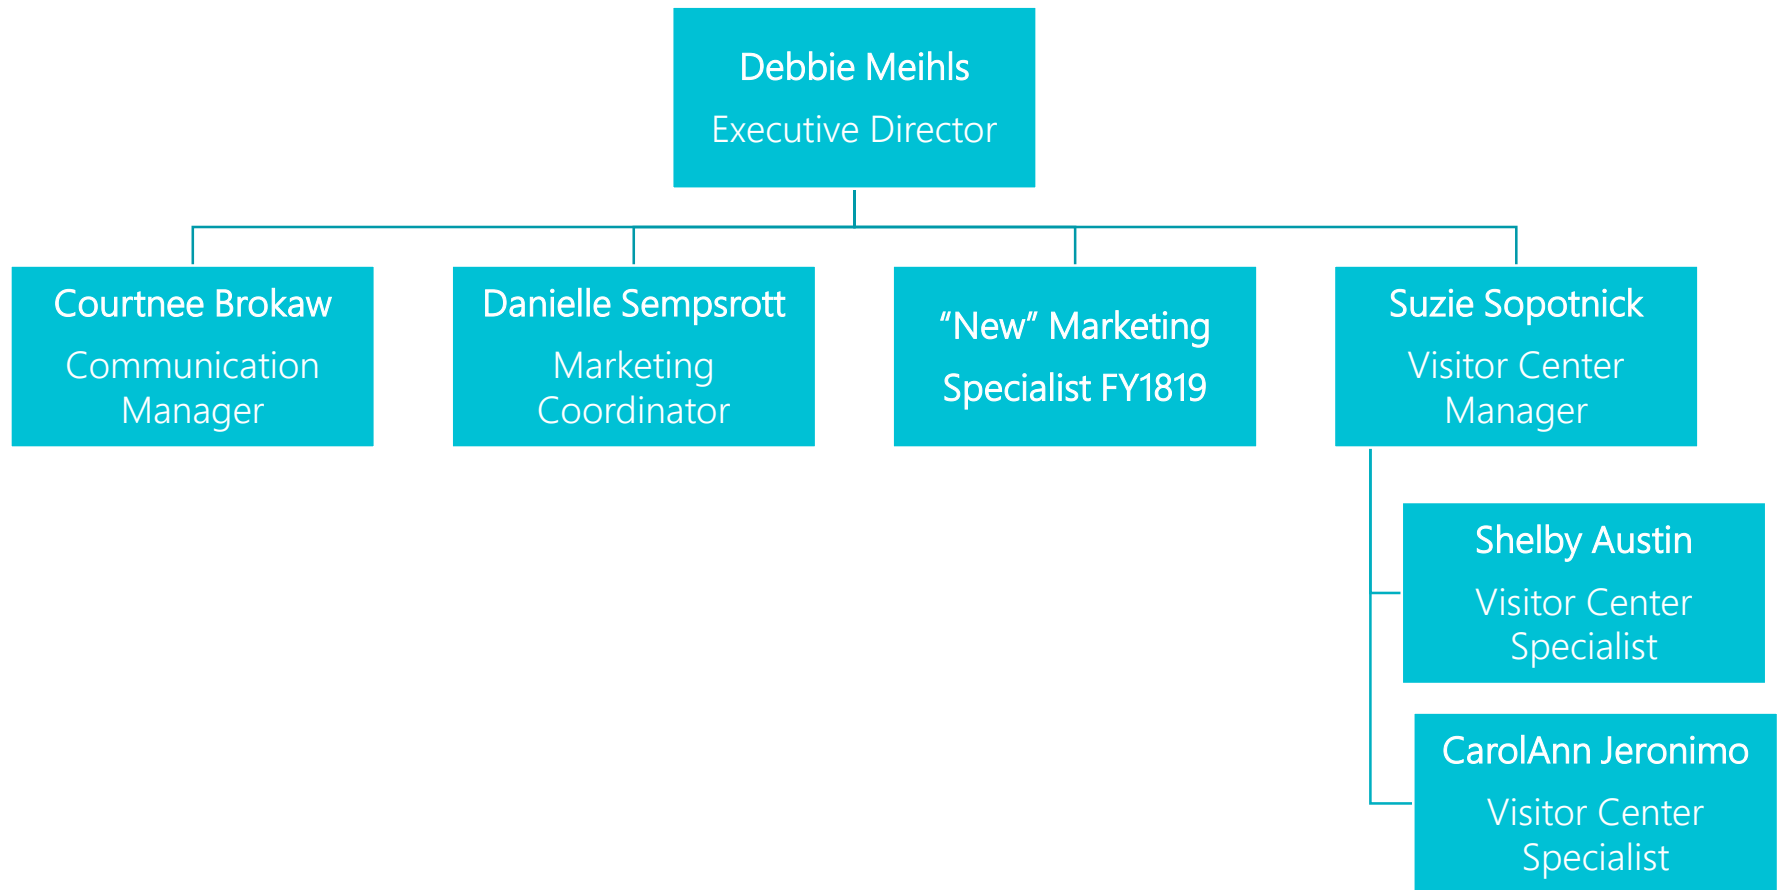 Debbie Meihls
Executive Director
Courtnee Brokaw
Communication
Manager
Danielle Sempsrott
Marketing
Coordinator
“New” Marketing
Specialist FY1819
Suzie Sopotnick
Visitor Center
Manager
Shelby Austin
Visitor Center
Specialist
CarolAnn Jeronimo
Visitor Center
Specialist